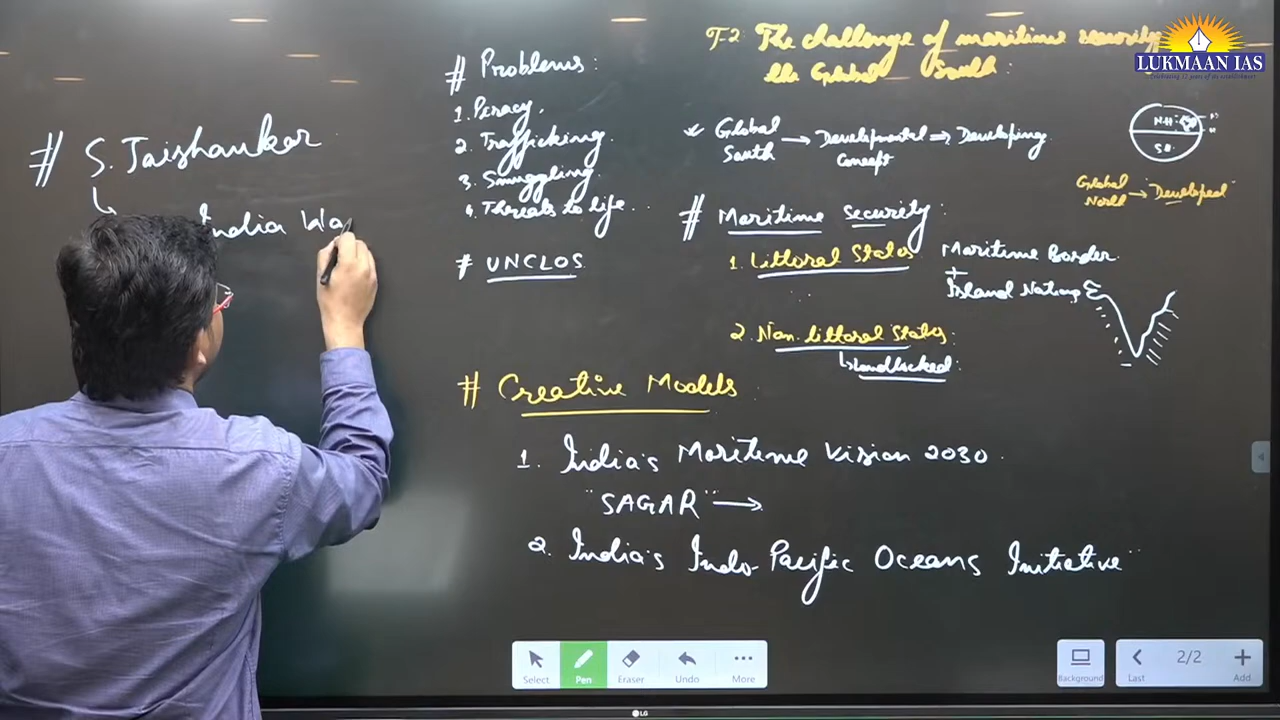 T-2: The challenge of maritime security
the Global South:
LUKMAAN IAS
# Problems:
1. Piracy.
2. Trafficking.
3. Smuggling.
4. Threats to life...
# UNCLOS
# S. Jaishankar
India Wa
* Global South → Developmental Concept ⇒ Developing
N.H.
S.H.
Global North → "Developed"
# Maritime security:
1. Littoral States
Maritime Border
+
Island Nations
2. Non-littoral States:
Landlocked:
# Creative Models
1. India's Maritime Vision 2030.
"SAGAR" →
2. India's Indo-Pacific Oceans Initiative"
Select
Pen
Eraser
Undo
More
Background
Last
2/2
Add
LG